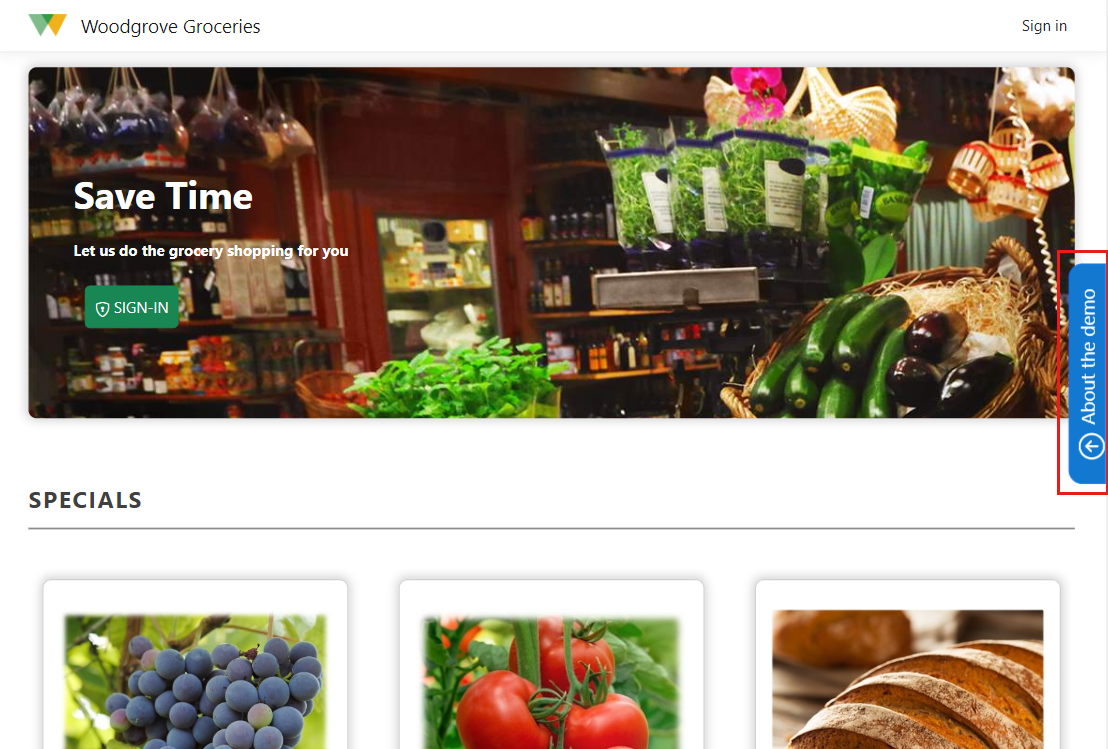 Woodgrove Groceries
Sign in
Save Time
Let us do the grocery shopping for you
SIGN-IN
About the demo
SPECIALS